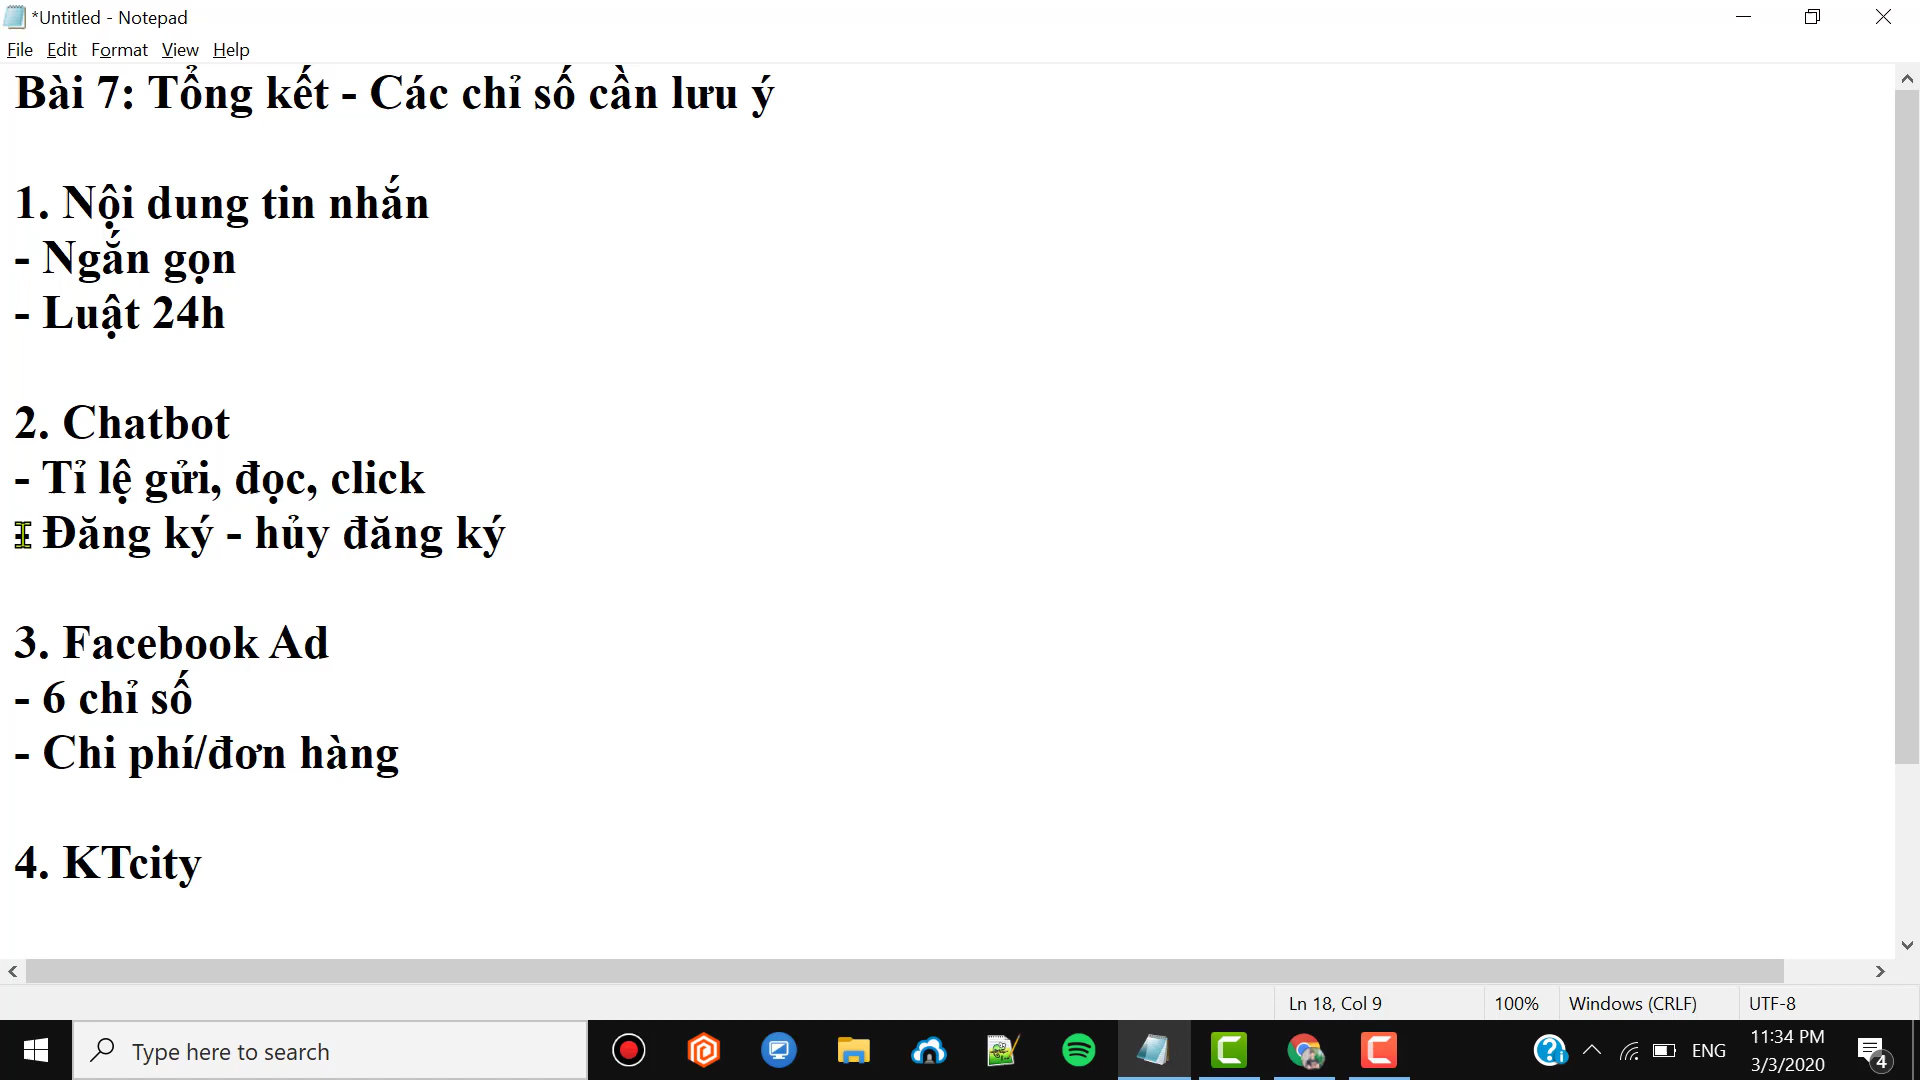 *Untitled - Notepad
File Edit Format View Help
Bài 7: Tổng kết - Các chỉ số cần lưu ý
1. Nội dung tin nhắn
- Ngắn gọn
- Luật 24h
2. Chatbot
- Tỉ lệ gửi, đọc, click
- Đăng ký - hủy đăng ký
3. Facebook Ad
- 6 chỉ số
- Chi phí/đơn hàng
4. KTcity
Ln 18, Col 9 100% Windows (CRLF) UTF-8
Type here to search ENG 11:34 PM
3/3/2020 4